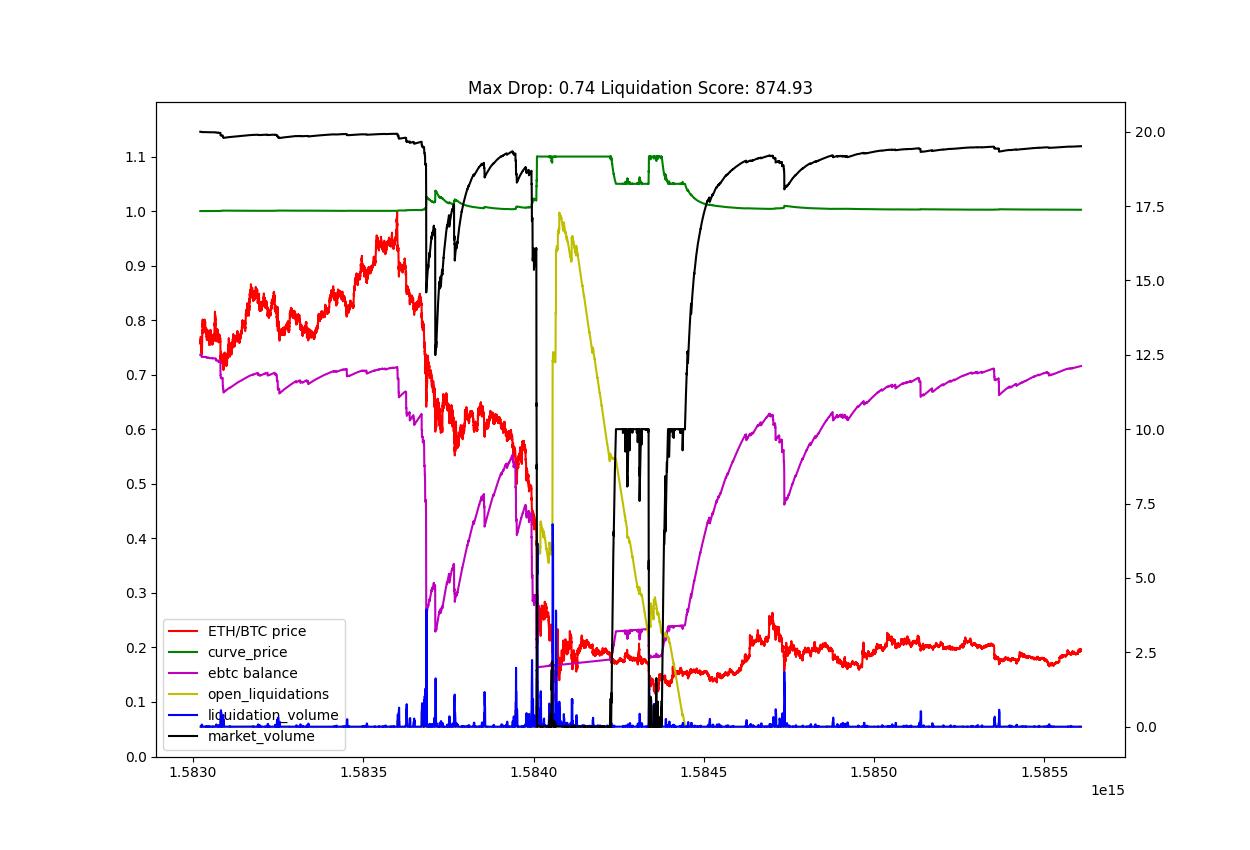 Max Drop: 0.74 Liquidation Score: 874.93
1.1
1.0
0.9
0.8
0.7
0.6
0.5
0.4
0.3
0.2
0.1
0.0
20.0
17.5
15.0
12.5
10.0
7.5
5.0
2.5
0.0
ETH/BTC price
curve_price
ebtc balance
open_liquidations
liquidation_volume
market_volume
1.5830 1.5835 1.5840 1.5845 1.5850 1.5855
1e15